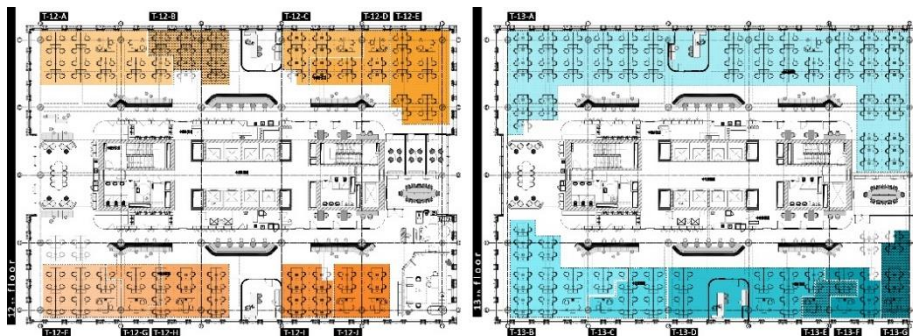 T-12-A
T-12-B
T-12-C
T-12-D
T-12-E
12th floor
T-12-F
T-12-G
T-12-H
T-12-I
T-12-J
T-13-A
13th floor
T-13-B
T-13-C
T-13-D
T-13-E
T-13-F
T-13-G